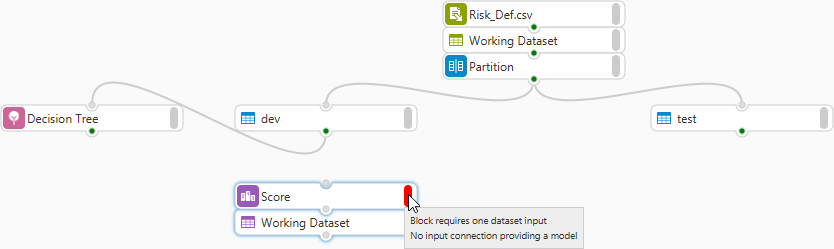 Risk_Def.csv
Working Dataset
Partition
Decision Tree
dev
test
Score
Working Dataset
Block requires one dataset input
No input connection providing a model